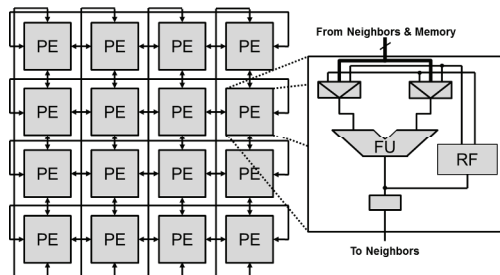 From Neighbors & Memory
PE PE PE PE
PE PE PE PE
FU
RF
PE PE PE PE
PE PE PE PE
To Neighbors